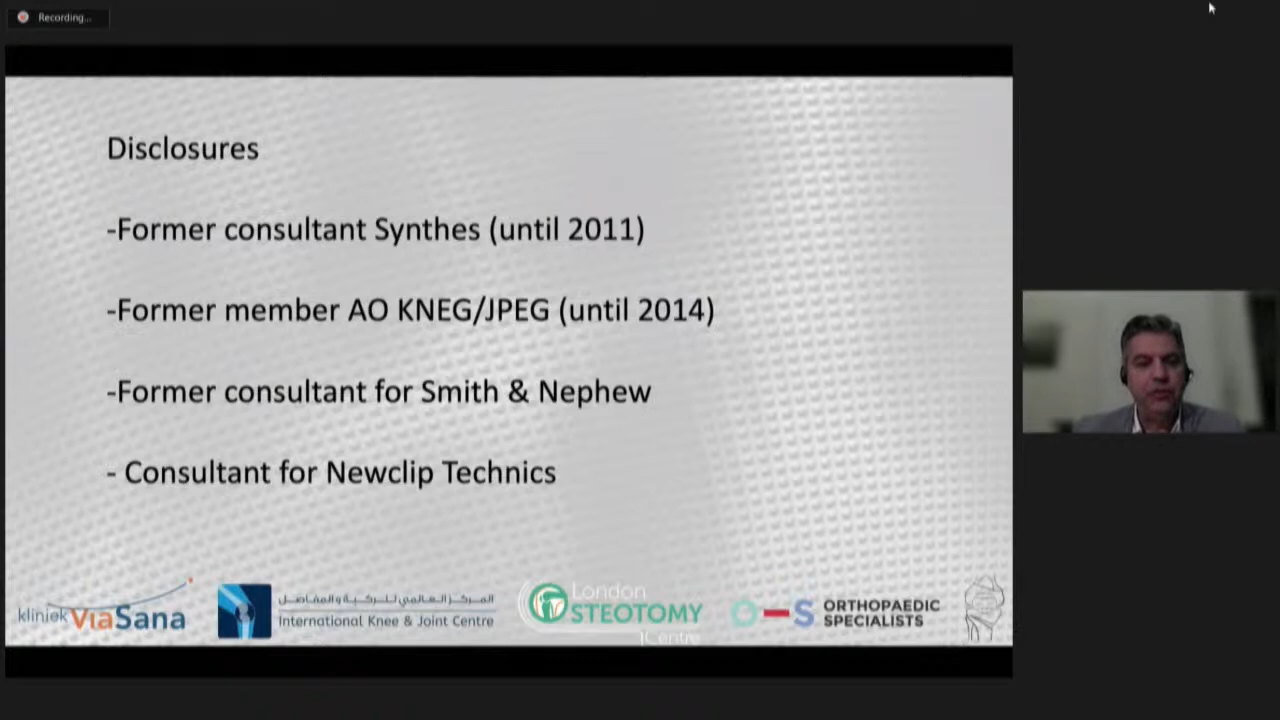 Recording...
Disclosures
-Former consultant Synthes (until 2011)
-Former member AO KNEG/JPEG (until 2014)
-Former consultant for Smith & Nephew
- Consultant for Newclip Technics
kliniek ViaSana
المركز العالمي للركبة والمفاصل
International Knee & Joint Centre
London
OSTEOTOMY
Centre
O-S ORTHOPAEDIC
SPECIALISTS